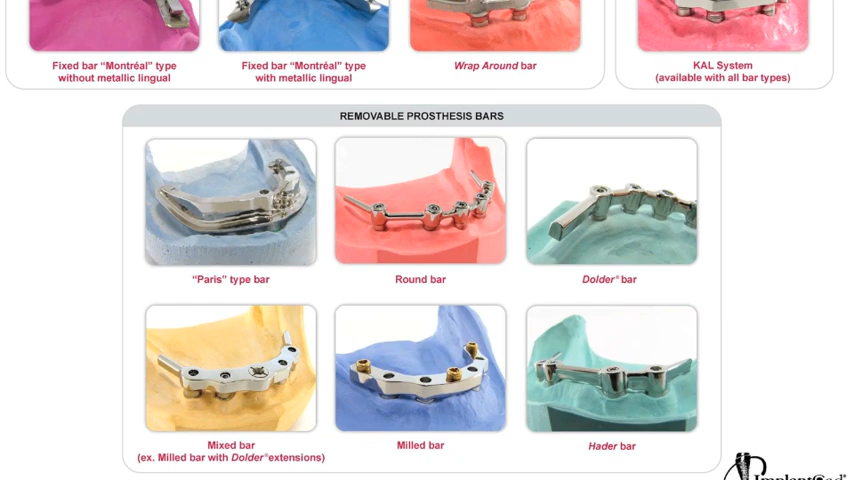 Fixed bar “Montréal” type
without metallic lingual
Fixed bar “Montréal” type
with metallic lingual
Wrap Around bar
KAL System
(available with all bar types)
REMOVABLE PROSTHESIS BARS
“Paris” type bar
Round bar
Dolder® bar
Mixed bar
(ex. Milled bar with Dolder® extensions)
Milled bar
Hader bar